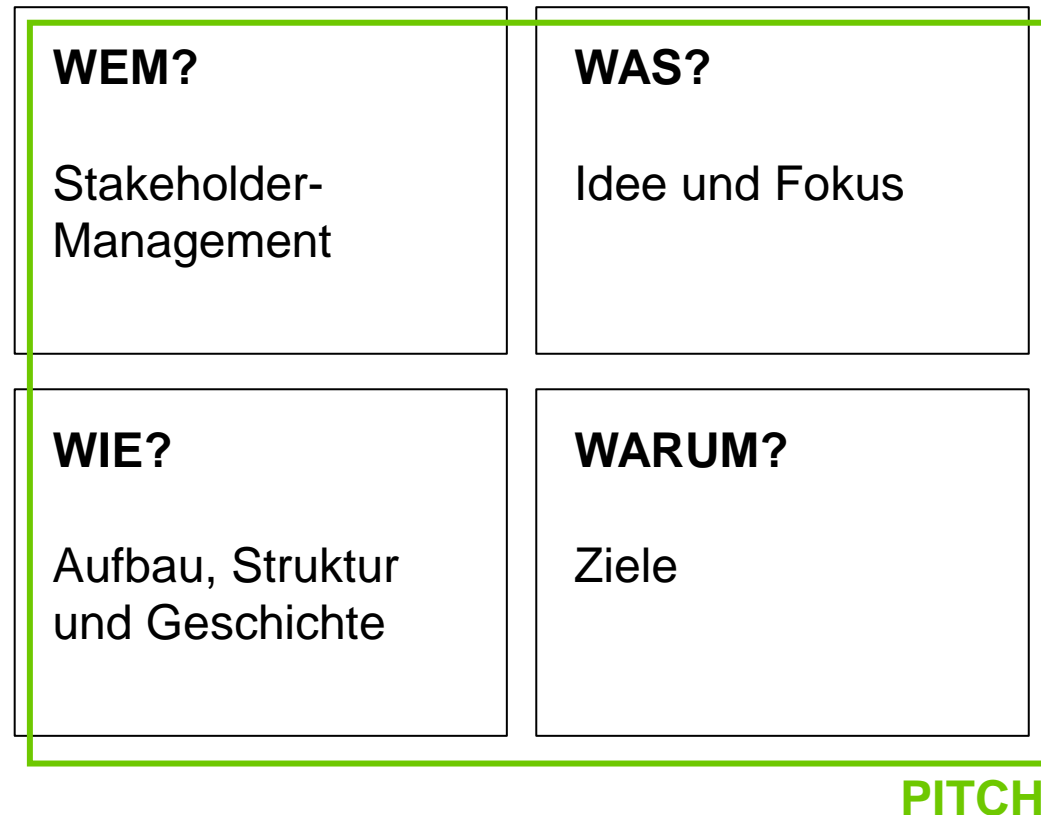 WEM?
Stakeholder-
Management
WAS?
Idee und Fokus
WIE?
Aufbau, Struktur
und Geschichte
WARUM?
Ziele
PITCH